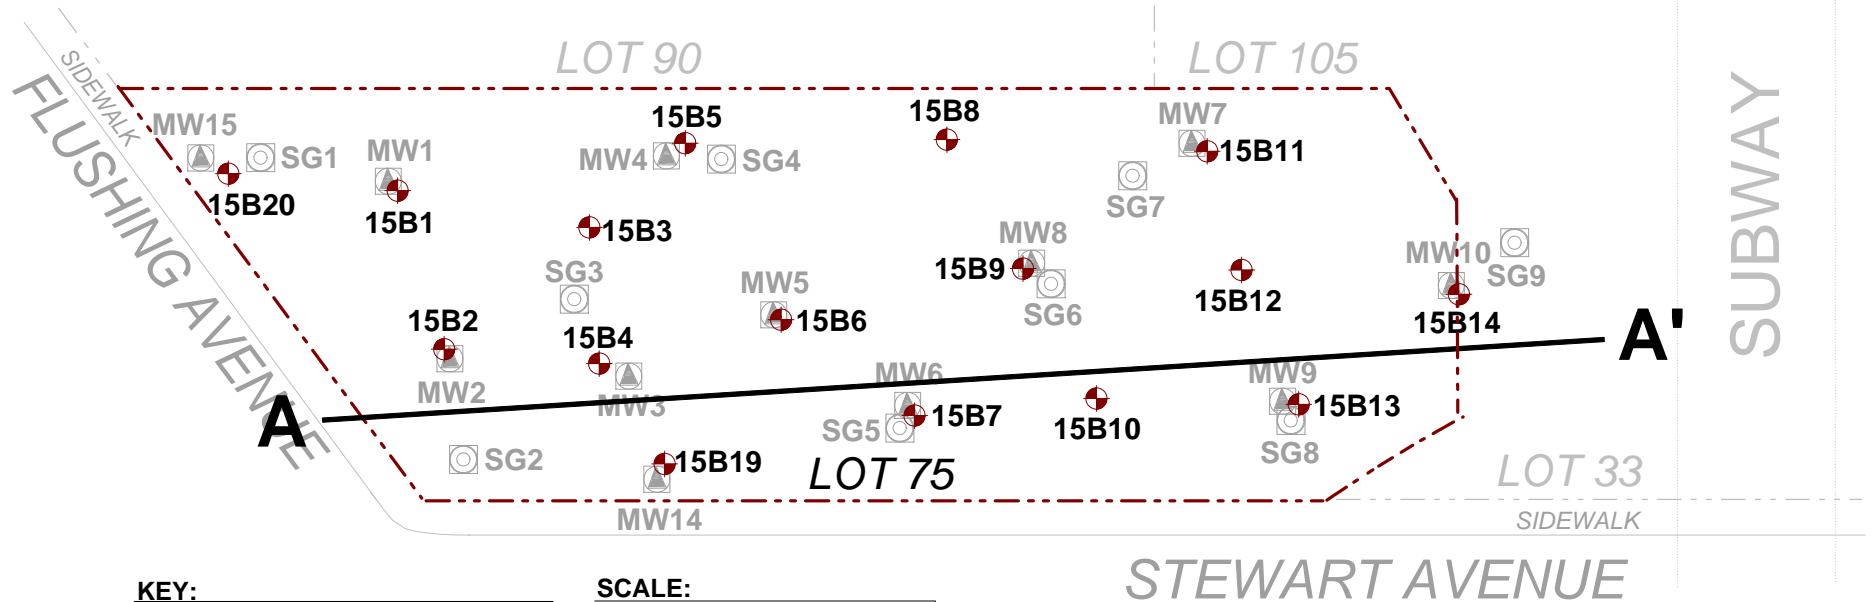 LOT 90
LOT 105
SIDEWALK
FLUSHING AVENUE
SUBWAY
MW15
SG1
15B20
MW1
15B1
15B5
MW4
SG4
15B8
MW7
15B11
SG7
15B3
SG3
MW5
15B6
MW8
15B9
SG6
15B12
MW10
SG9
15B14
15B2
MW2
15B4
MW3
MW6
SG5
15B7
15B10
MW9
15B13
SG8
A
A'
SG2
15B19
MW14
LOT 75
LOT 33
SIDEWALK
STEWART AVENUE
KEY:
SCALE: